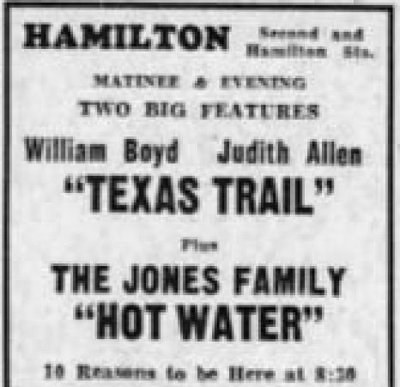 HAMILTON
Second and
Hamilton Sts.
MATINEE & EVENING
TWO BIG FEATURES
William Boyd Judith Allen
"TEXAS TRAIL"
Plus
THE JONES FAMILY
"HOT WATER"
10 Reasons to be Here at 8:30